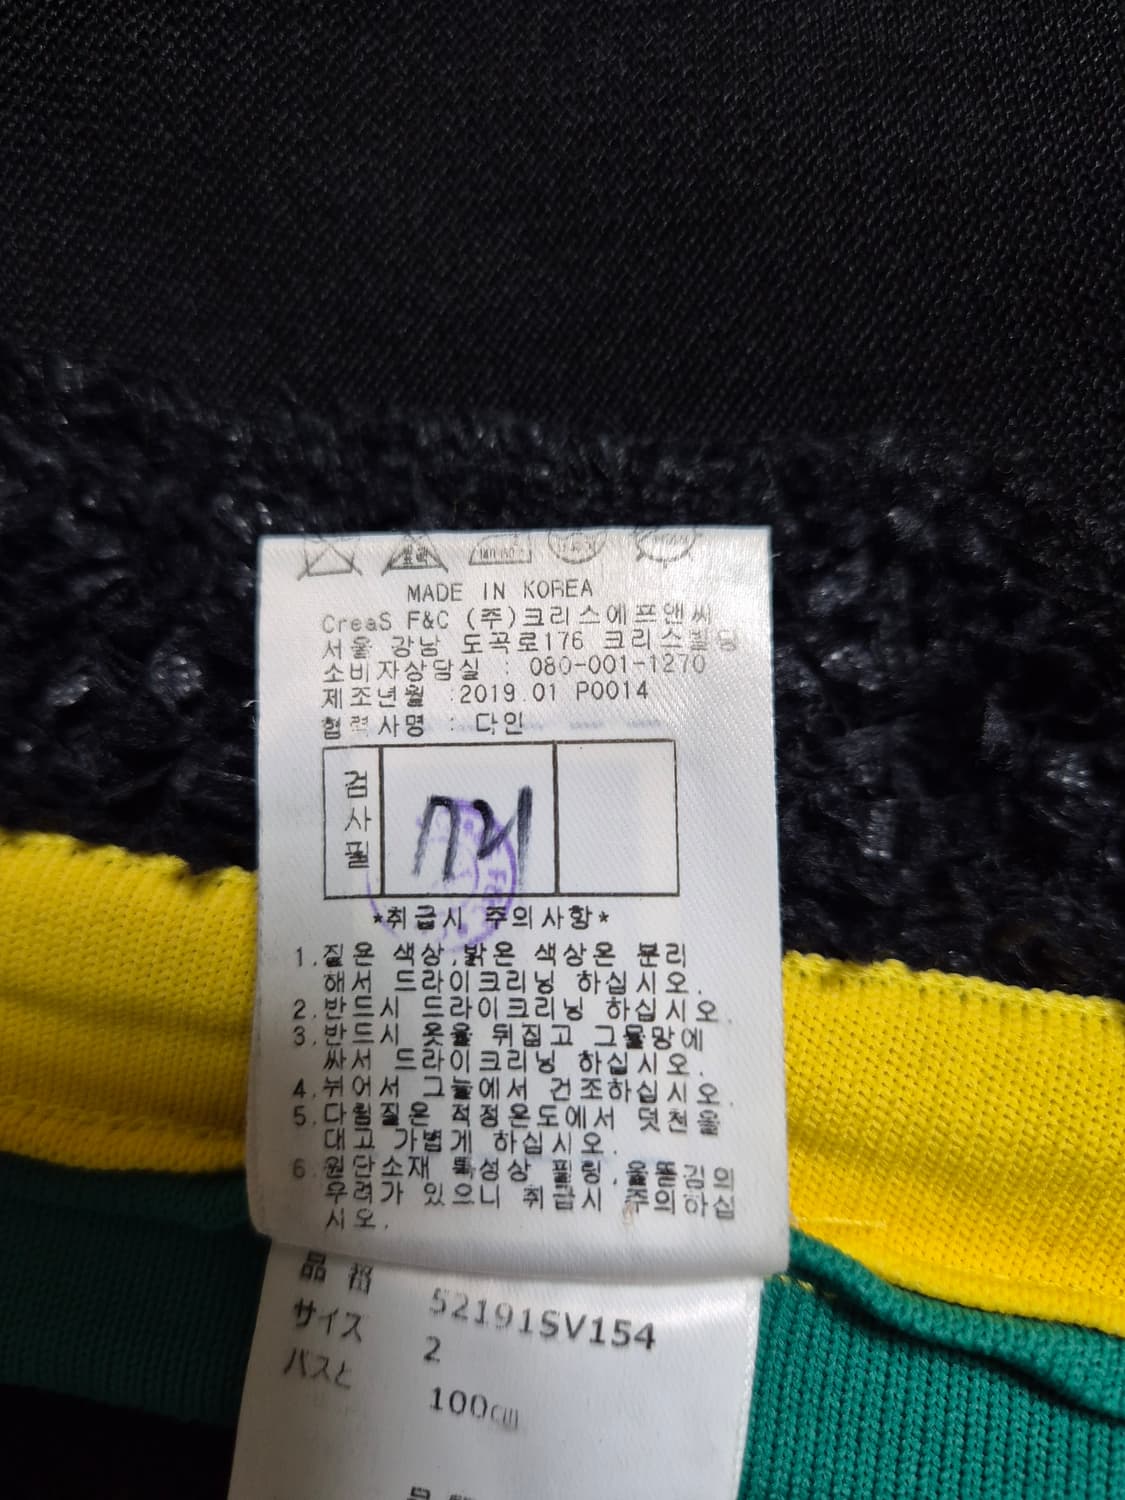 MADE IN KOREA
CreaS F&C (주)크리스에프앤씨
서울 강남 도곡로176 크리스빌딩
소비자상담실 : 080-001-1270
제조년월 :2019.01 P0014
협력사명 : 다인
검사필
*취급시 주의사항*
1.짙은 색상,밝은 색상은 분리
해서 드라이크리닝 하십시오.
2.반드시 드라이크리닝 하십시오.
3.반드시 옷을 뒤집고 그물망에
싸서 드라이크리닝 하십시오.
4.뉘어서 그늘에서 건조하십시오.
5.다림질은 적정온도에서 덧천을
대고 가볍게 하십시오.
6.원단소재 특성상 필링,올뜯김의
우려가 있으니 취급시 주의하십
시오.
品番 52191SV154
サイズ 2
バスと 100㎝